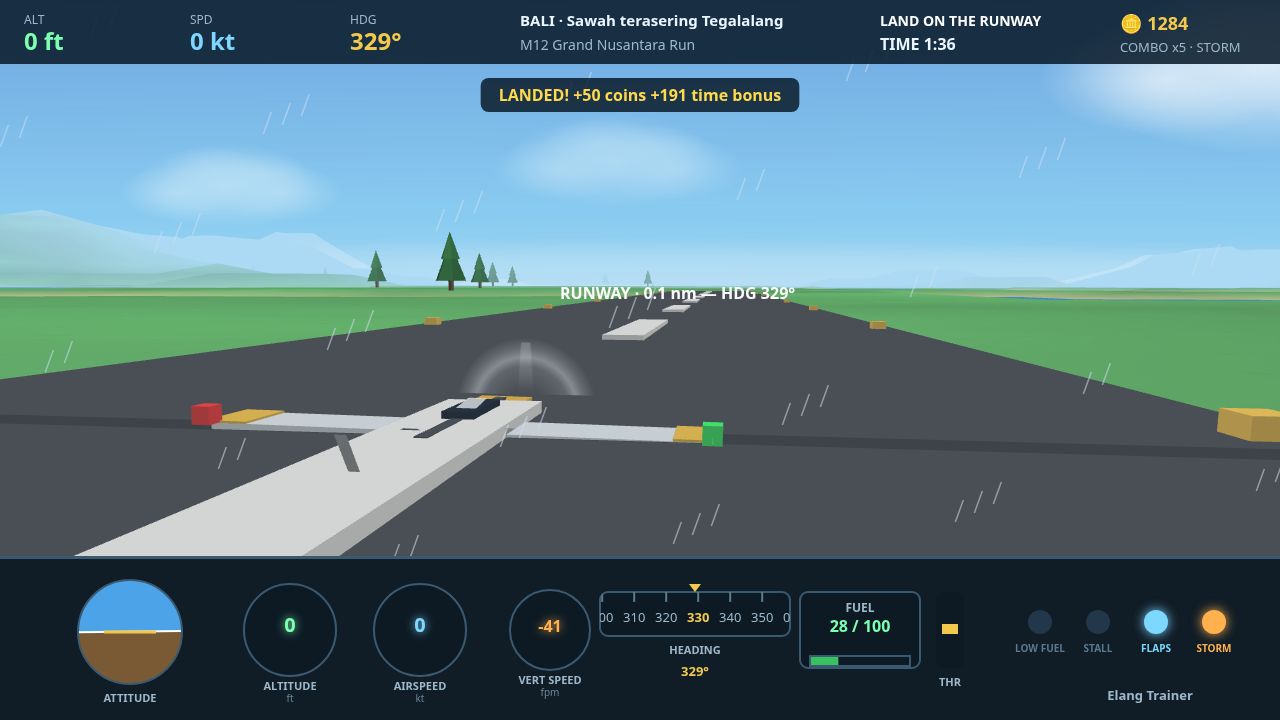 ALT
0 ft
SPD
0 kt
HDG
329°
BALI · Sawah terasering Tegalalang
M12 Grand Nusantara Run
LAND ON THE RUNWAY
TIME 1:36
1284
COMBO x5 · STORM
LANDED! +50 coins +191 time bonus
RUNWAY · 0.1 nm — HDG 329°
0
ALTITUDE
ft
0
AIRSPEED
kt
-41
VERT SPEED
fpm
00 310 320 330 340 350 0
HEADING
329°
FUEL
28 / 100
THR
LOW FUEL
STALL
FLAPS
STORM
ATTITUDE
Elang Trainer